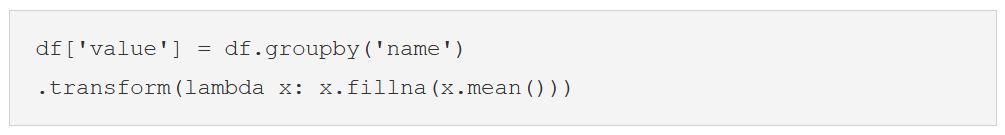 df['value'] = df.groupby('name')
.transform(lambda x: x.fillna(x.mean()))